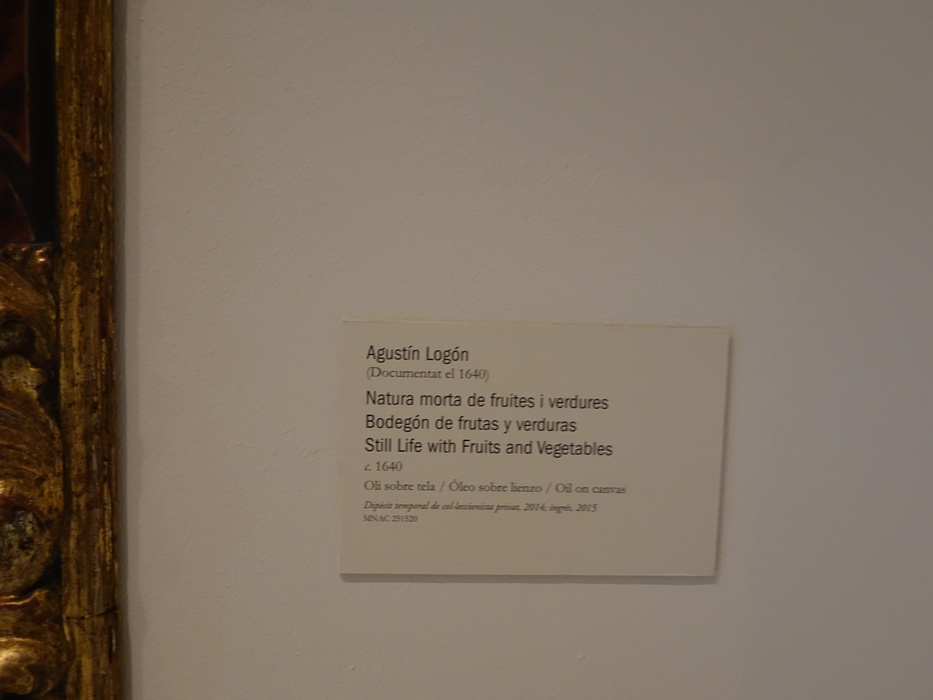 Agustín Logón
(Documentat el 1640)
Natura morta de fruites i verdures
Bodegón de frutas y verduras
Still Life with Fruits and Vegetables
c. 1640
Oli sobre tela / Óleo sobre lienzo / Oil on canvas
Dipòsit temporal de col·leccionista privat, 2014; ingrés, 2015
MNAC 251520